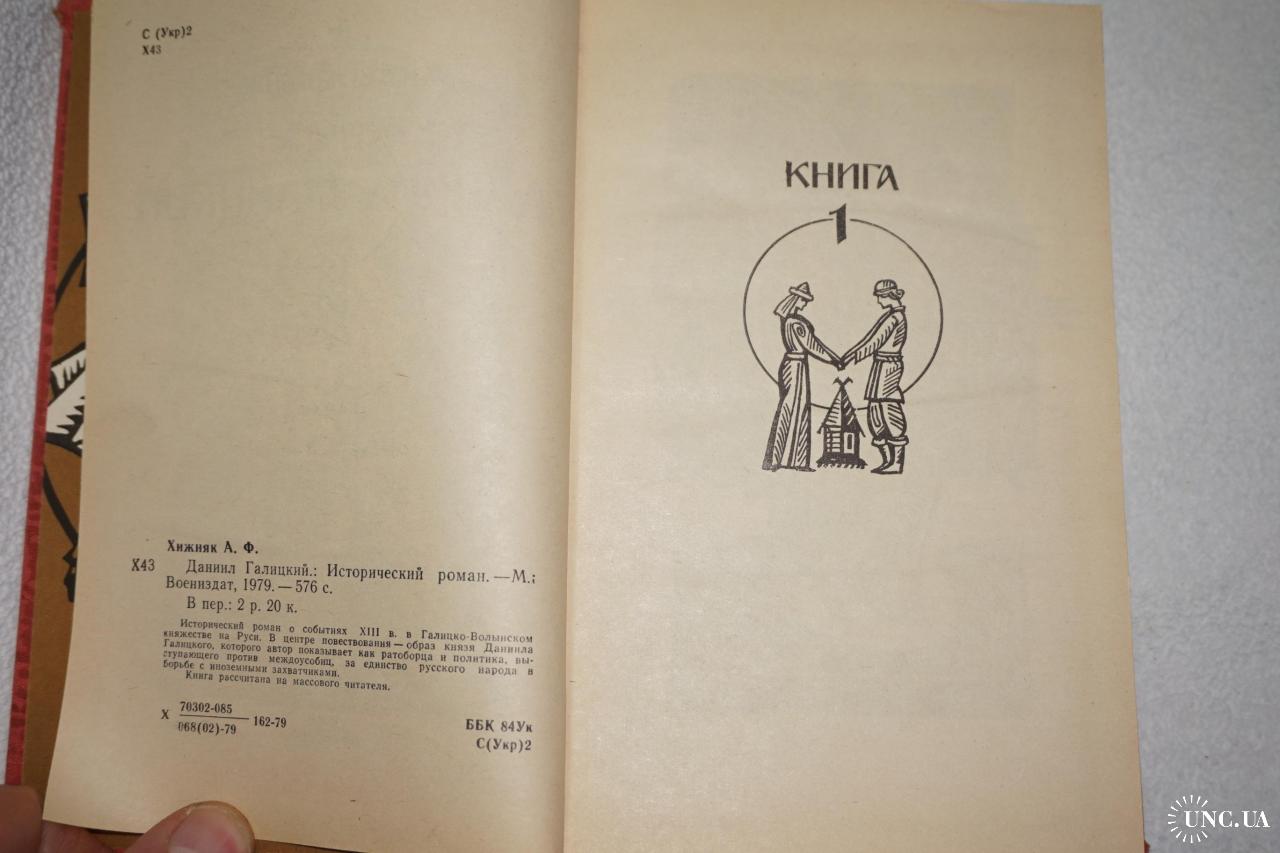 С (Укр)2
Х43
Хижняк А. Ф.
Х43 Даниил Галицкий.: Исторический роман. — М.;
Воениздат, 1979. — 576 с.
В пер.: 2 р. 20 к.
Исторический роман о событиях XIII в. в Галицко-Волынском
княжестве на Руси. В центре повествования — образ князя Даниила
Галицкого, которого автор показывает как ратоборца и политика, вы-
ступающего против междоусобиц, за единство русского народа в
борьбе с иноземными захватчиками.
Книга рассчитана на массового читателя.
Х 70302-085
068(02)-79 162-79
ББК 84Ук
С(Укр)2
КНИГА
1
UNC.UA